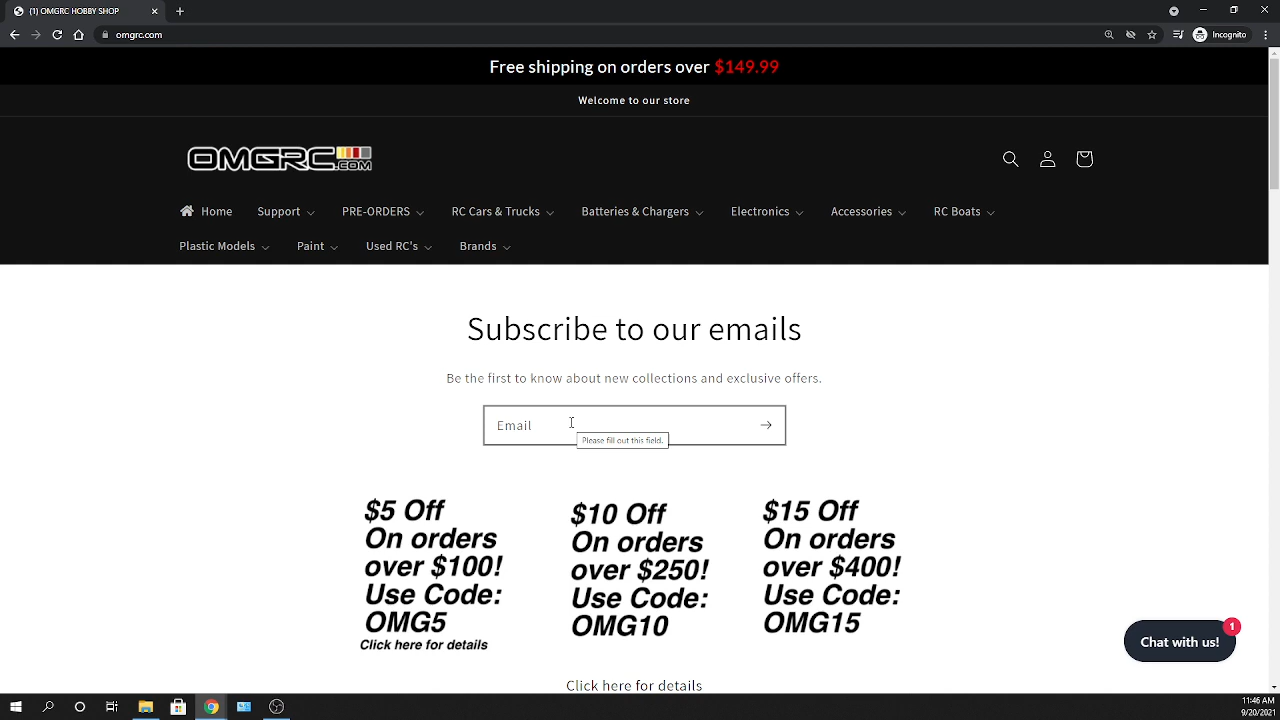 (1) OMGRC HOBBY SHOP
omgrc.com
Incognito
Free shipping on orders over $149.99
Welcome to our store
OMGRC.COM
Home
Support
PRE-ORDERS
RC Cars & Trucks
Batteries & Chargers
Electronics
Accessories
RC Boats
Plastic Models
Paint
Used RC's
Brands
Subscribe to our emails
Be the first to know about new collections and exclusive offers.
Email
Please fill out this field.
$5 Off
On orders
over $100!
Use Code:
OMG5
Click here for details
$10 Off
On orders
over $250!
Use Code:
OMG10
$15 Off
On orders
over $400!
Use Code:
OMG15
Click here for details
1
Chat with us!
11:46 AM
9/20/2021